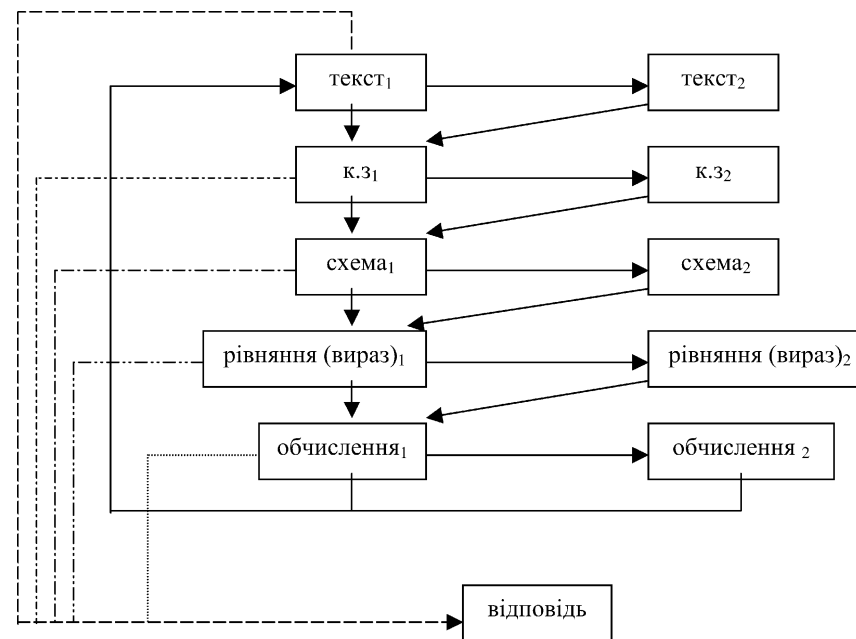 текст₁
текст₂
к.з₁
к.з₂
схема₁
схема₂
рівняння (вираз)₁
рівняння (вираз)₂
обчислення₁
обчислення ₂
відповідь